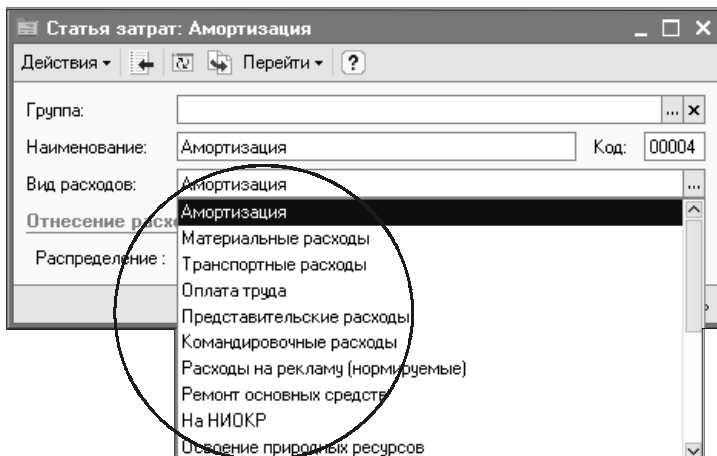 Статья затрат: Амортизация
Действия Перейти ?
Группа: ... x
Наименование: Амортизация Код: 00004
Вид расходов: Амортизация ...
Отнесение
Распределение :
Амортизация
Материальные расходы
Транспортные расходы
Оплата труда
Представительские расходы
Командировочные расходы
Расходы на рекламу (нормируемые)
Ремонт основных средств
На НИОКР
Освоение природных ресурсов